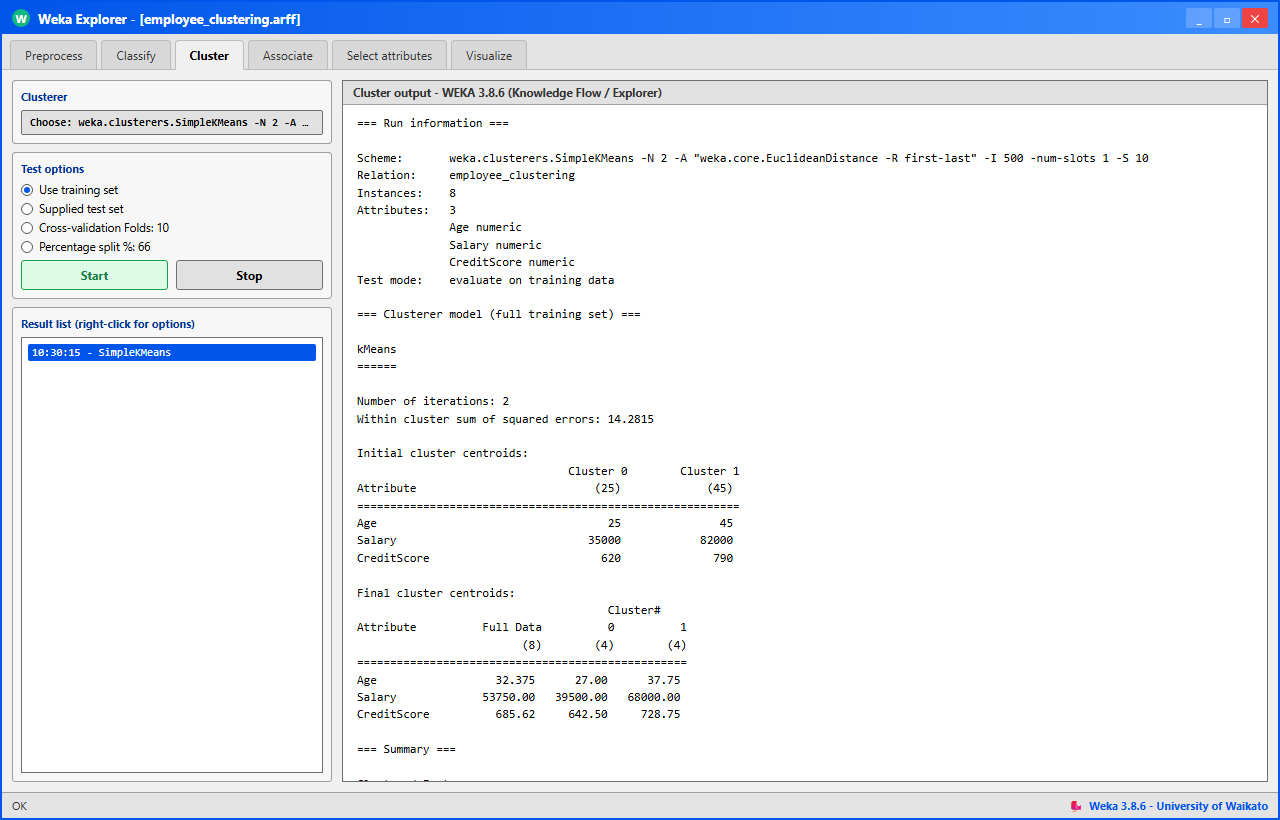 W Weka Explorer - [employee_clustering.arff]
Preprocess Classify Cluster Associate Select attributes Visualize
Clusterer
Choose: weka.clusterers.SimpleKMeans -N 2 -A …
Test options
Use training set
Supplied test set
Cross-validation Folds: 10
Percentage split %: 66
Start Stop
Result list (right-click for options)
10:30:15 - SimpleKMeans
Cluster output - WEKA 3.8.6 (Knowledge Flow / Explorer)
=== Run information ===
Scheme: weka.clusterers.SimpleKMeans -N 2 -A "weka.core.EuclideanDistance -R first-last" -I 500 -num-slots 1 -S 10
Relation: employee_clustering
Instances: 8
Attributes: 3
Age numeric
Salary numeric
CreditScore numeric
Test mode: evaluate on training data
=== Clusterer model (full training set) ===
kMeans
======
Number of iterations: 2
Within cluster sum of squared errors: 14.2815
Initial cluster centroids:
Cluster 0 Cluster 1
Attribute (25) (45)
==========================================================
Age 25 45
Salary 35000 82000
CreditScore 620 790
Final cluster centroids:
Cluster#
Attribute Full Data 0 1
(8) (4) (4)
==================================================
Age 32.375 27.00 37.75
Salary 53750.00 39500.00 68000.00
CreditScore 685.62 642.50 728.75
=== Summary ===
OK
Weka 3.8.6 - University of Waikato